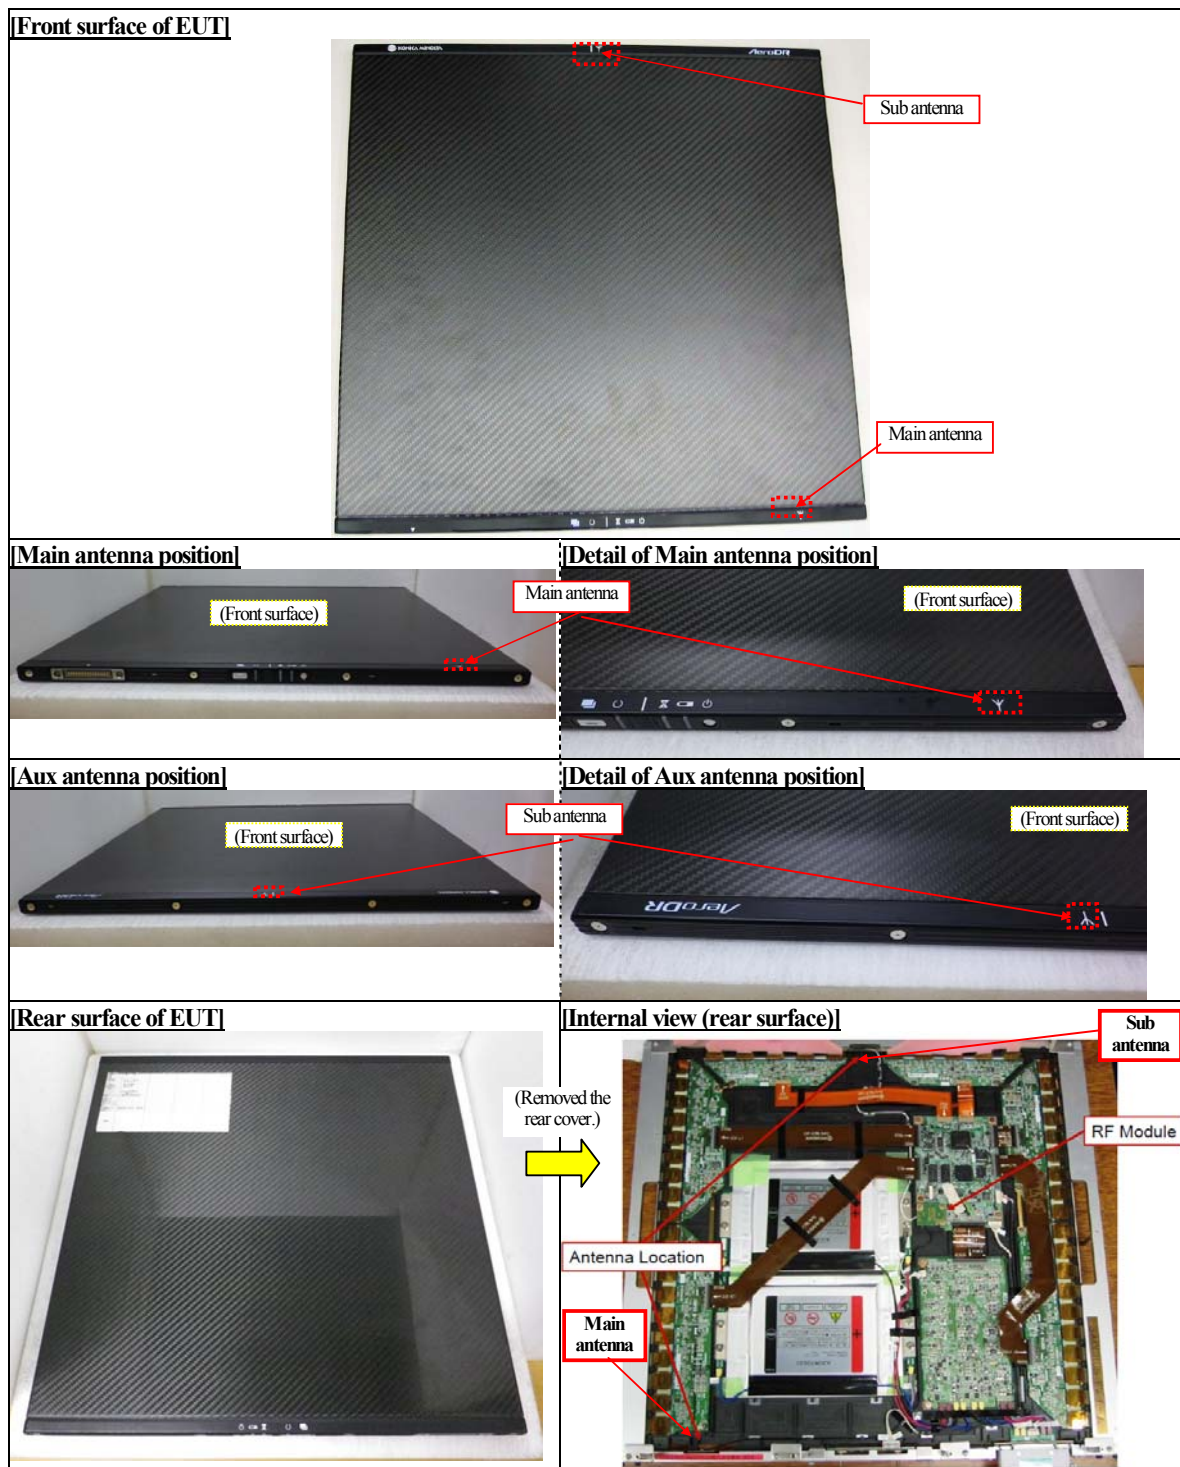 [Front surface of EUT]
KONICA MINOLTA
AeroDR
Sub antenna
Main antenna
[Main antenna position]
[Detail of Main antenna position]
(Front surface)
Main antenna
(Front surface)
[Aux antenna position]
[Detail of Aux antenna position]
(Front surface)
Sub antenna
(Front surface)
AeroDR
AeroDR
[Rear surface of EUT]
[Internal view (rear surface)]
Sub
antenna
(Removed the
rear cover.)
RF Module
Antenna Location
Main
antenna